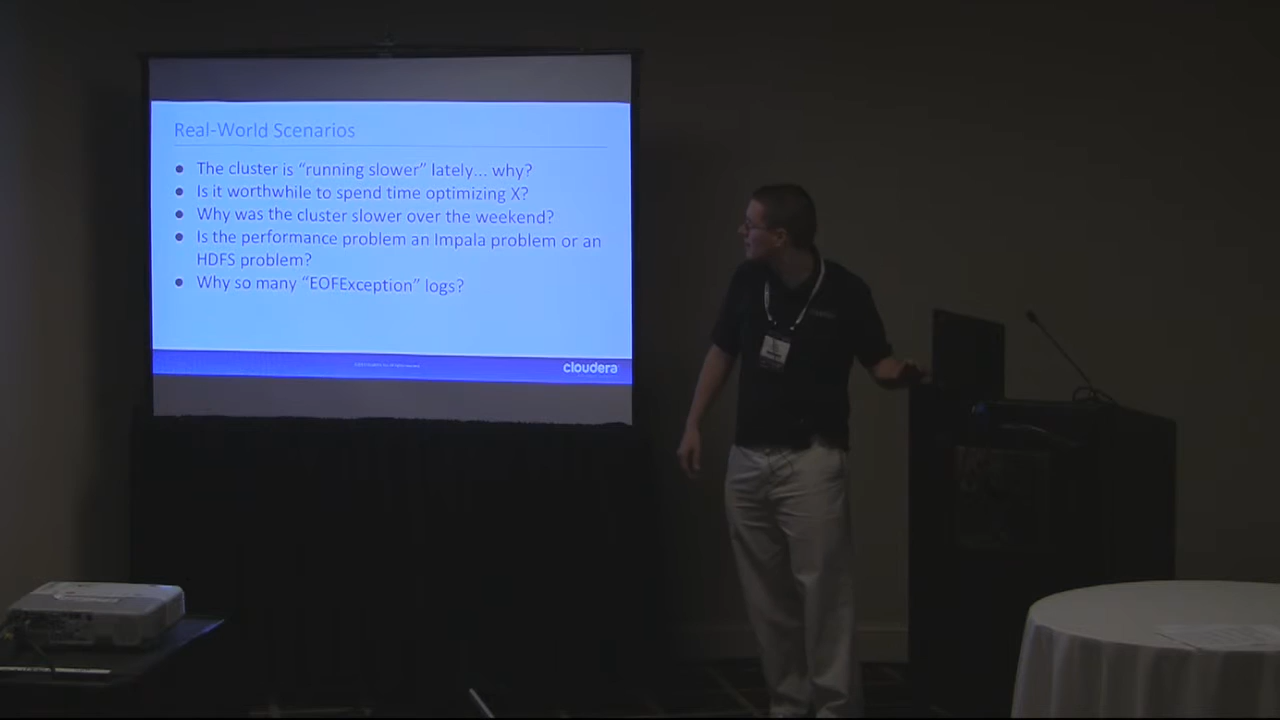 Real-World Scenarios
● The cluster is “running slower” lately... why?
● Is it worthwhile to spend time optimizing X?
● Why was the cluster slower over the weekend?
● Is the performance problem an Impala problem or an
HDFS problem?
● Why so many “EOFException” logs?
cloudera